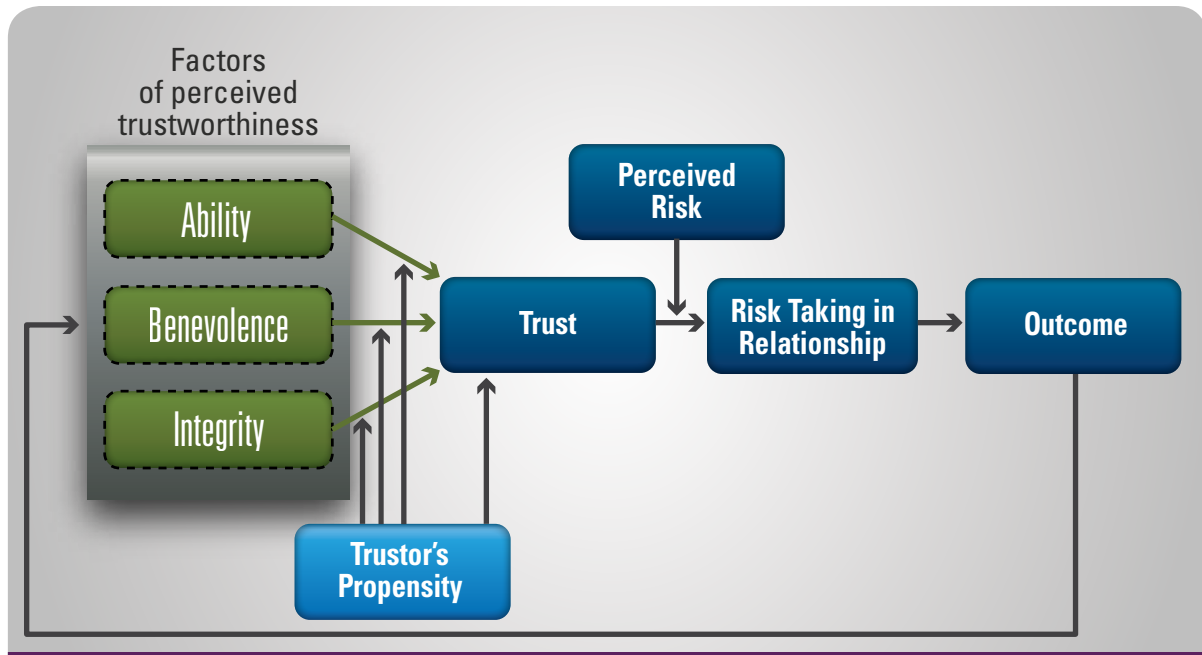 Factors
of perceived
trustworthiness
Ability
Benevolence
Integrity
Trustor's
Propensity
Trust
Perceived
Risk
Risk Taking in
Relationship
Outcome